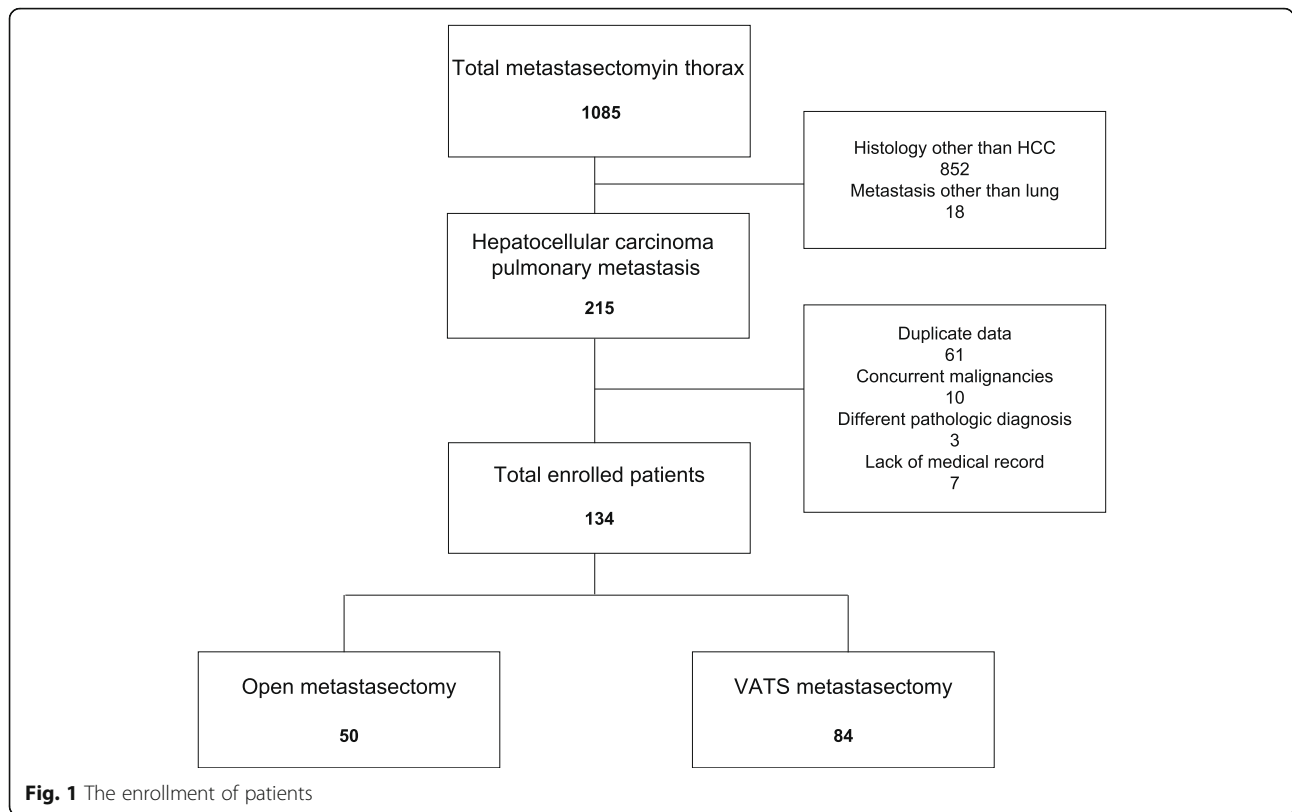 Total metastasectomyin thorax
1085
Histology other than HCC
852
Metastasis other than lung
18
Hepatocellular carcinoma
pulmonary metastasis
215
Duplicate data
61
Concurrent malignancies
10
Different pathologic diagnosis
3
Lack of medical record
7
Total enrolled patients
134
Open metastasectomy
50
VATS metastasectomy
84
Fig. 1 The enrollment of patients